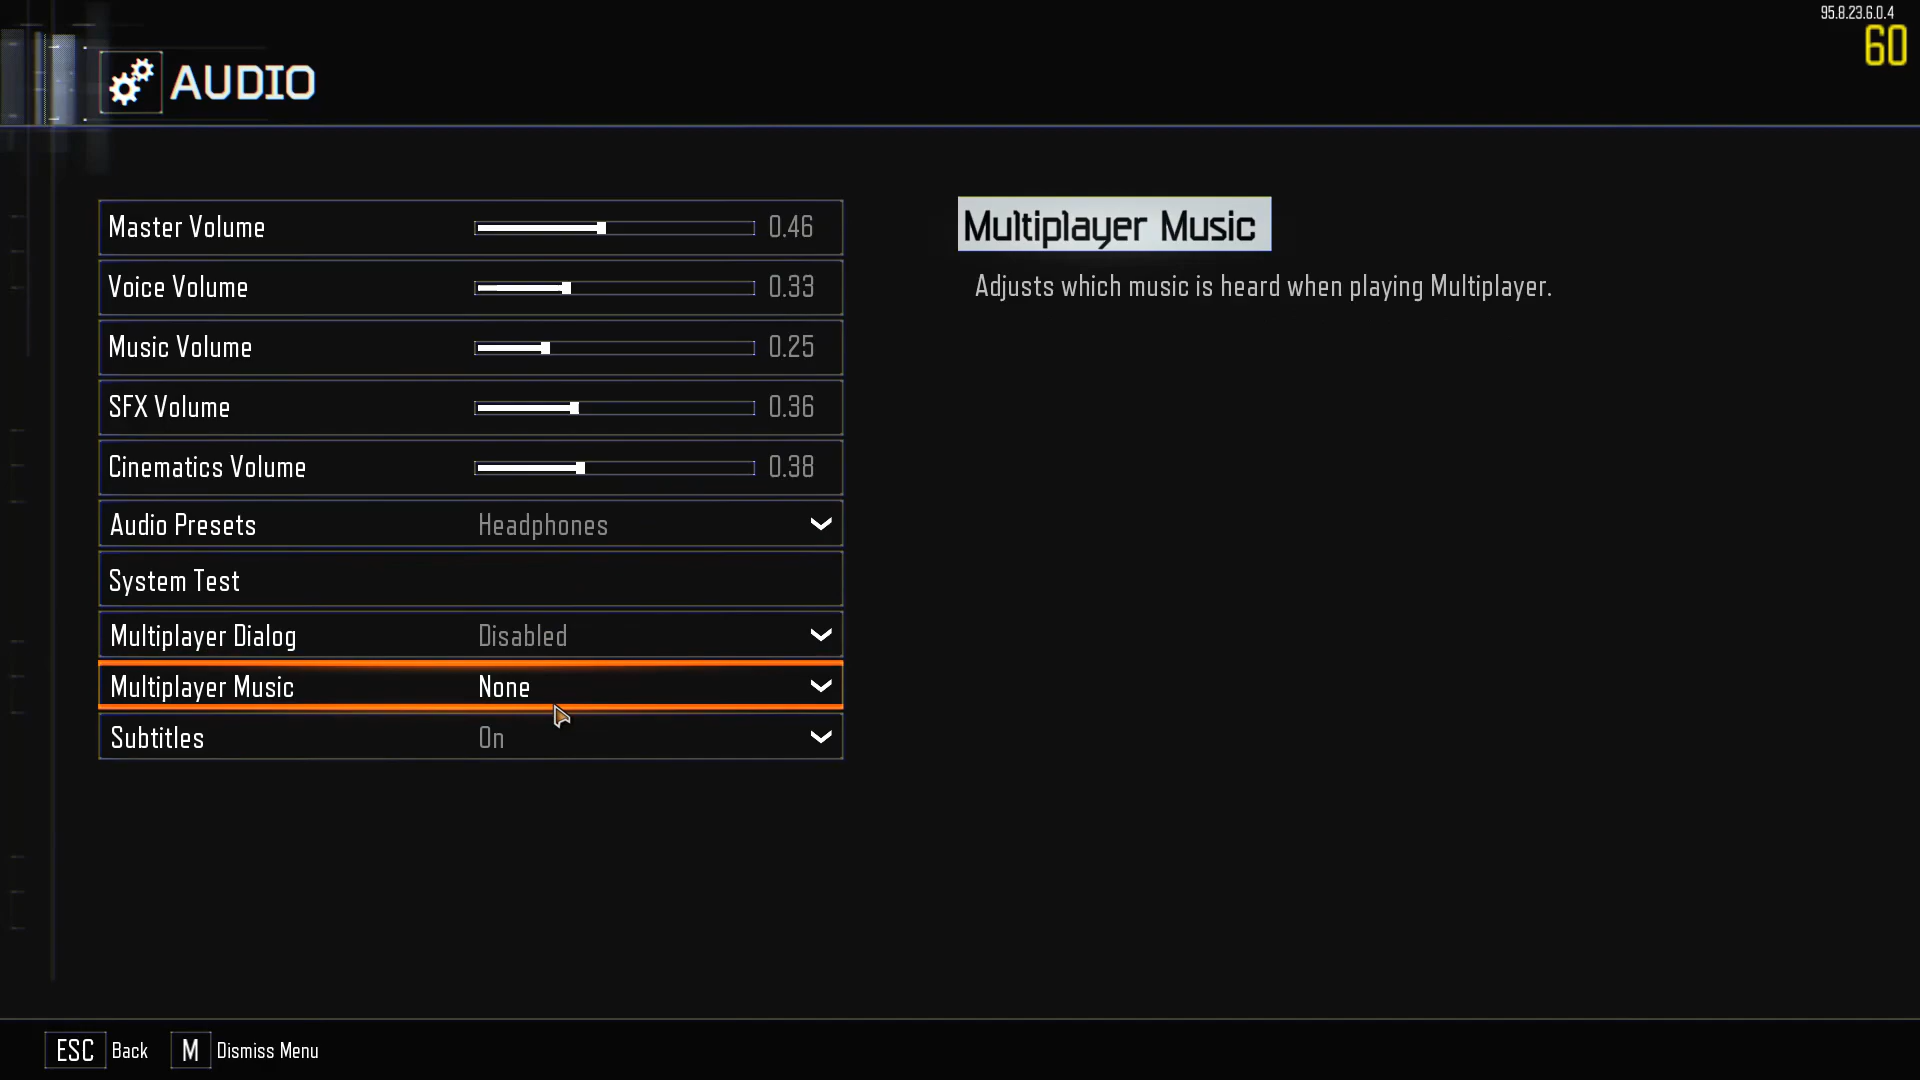 95.8.23.6.0.4
60
AUDIO
Master Volume 0.46
Voice Volume 0.33
Music Volume 0.25
SFX Volume 0.36
Cinematics Volume 0.38
Audio Presets Headphones
System Test
Multiplayer Dialog Disabled
Multiplayer Music None
Subtitles On
Multiplayer Music
Adjusts which music is heard when playing Multiplayer.
ESC Back M Dismiss Menu